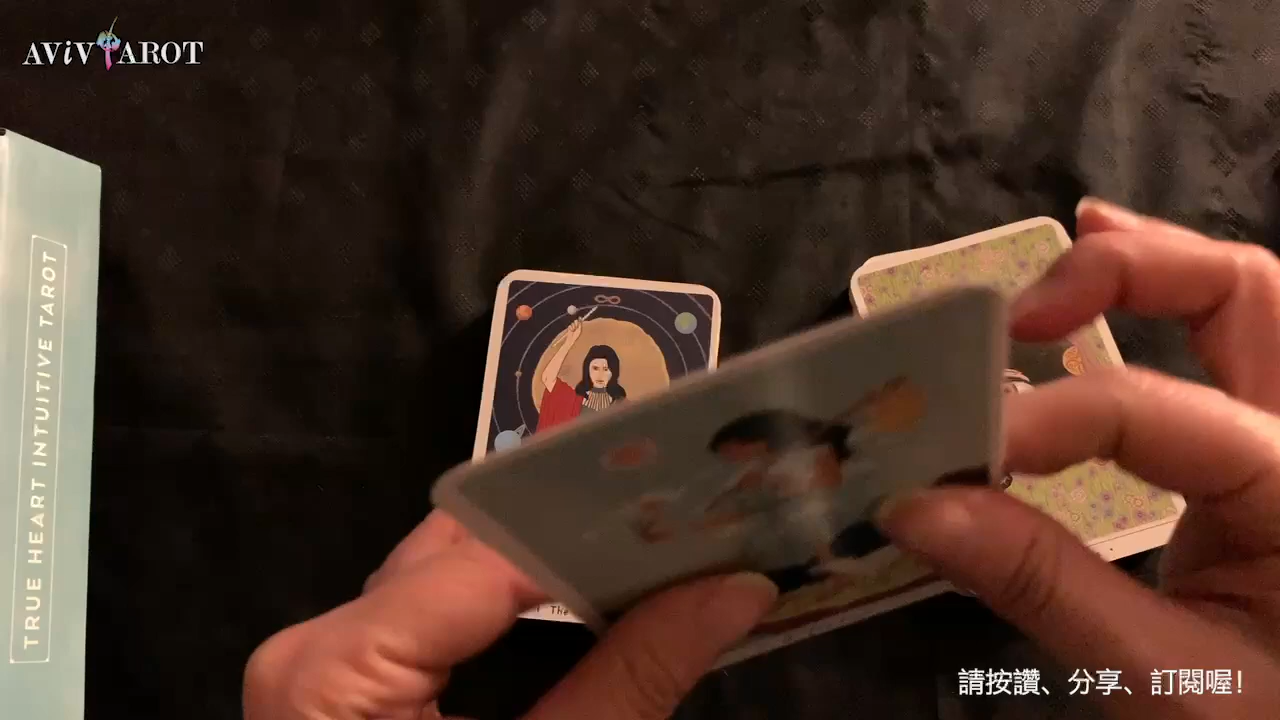 AViV TAROT
TRUE HEART INTUITIVE TAROT
I The
請按讚、分享、訂閱喔!